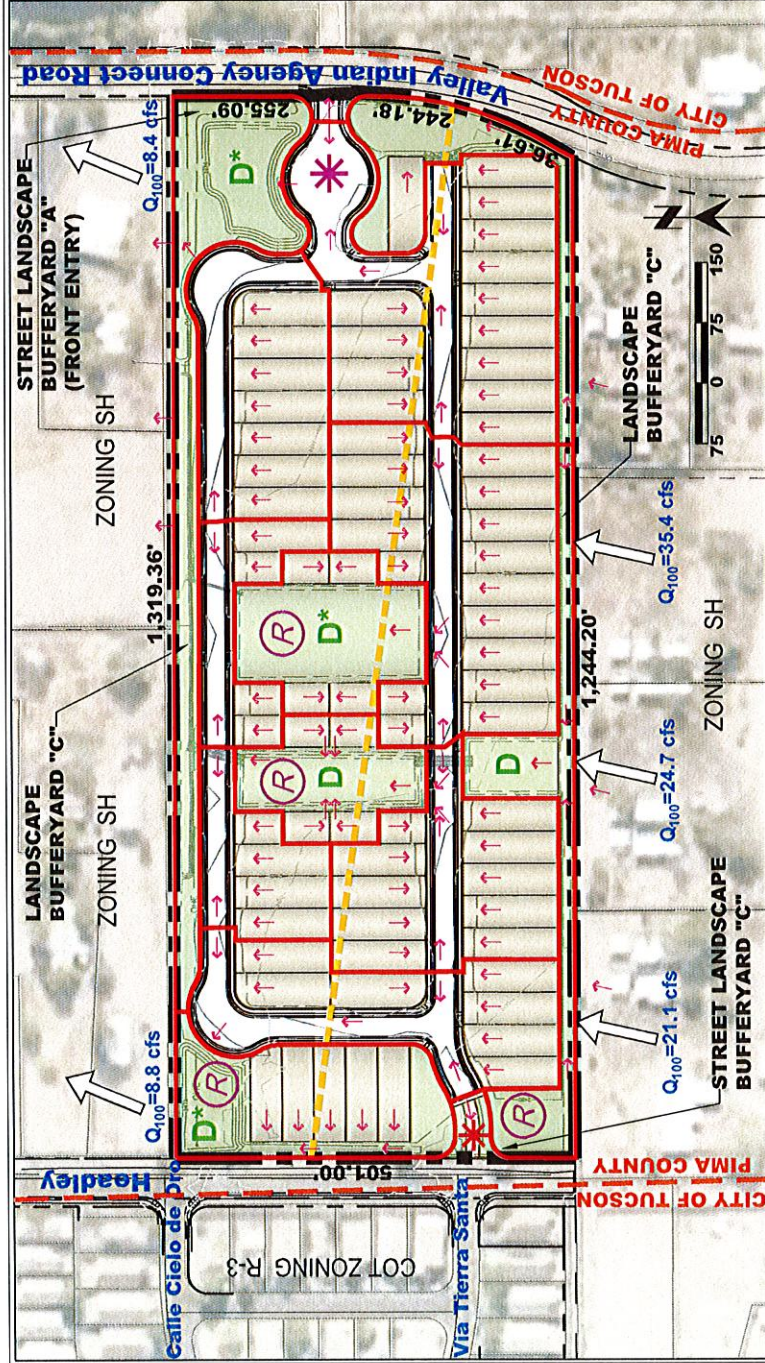 STREET LANDSCAPE
BUFFERYARD "A"
(FRONT ENTRY)
Q100=8.4 cfs
Valley Indian Agency Connect Road
CITY OF TUCSON
PIMA COUNTY
255.09'
244.18'
36.61'
D*
ZONING SH
1,319.36'
LANDSCAPE
BUFFERYARD "C"
ZONING SH
Q100=8.8 cfs
R
D*
R
D
D
D*
R
R
501.00'
Headley
Calle Cielo de Oro
Via Tierra Santa
COT ZONING R-3
CITY OF TUCSON
PIMA COUNTY
STREET LANDSCAPE
BUFFERYARD "C"
Q100=21.1 cfs
Q100=24.7 cfs
Q100=35.4 cfs
1,244.20'
ZONING SH
LANDSCAPE
BUFFERYARD "C"
N
75 0 75 150